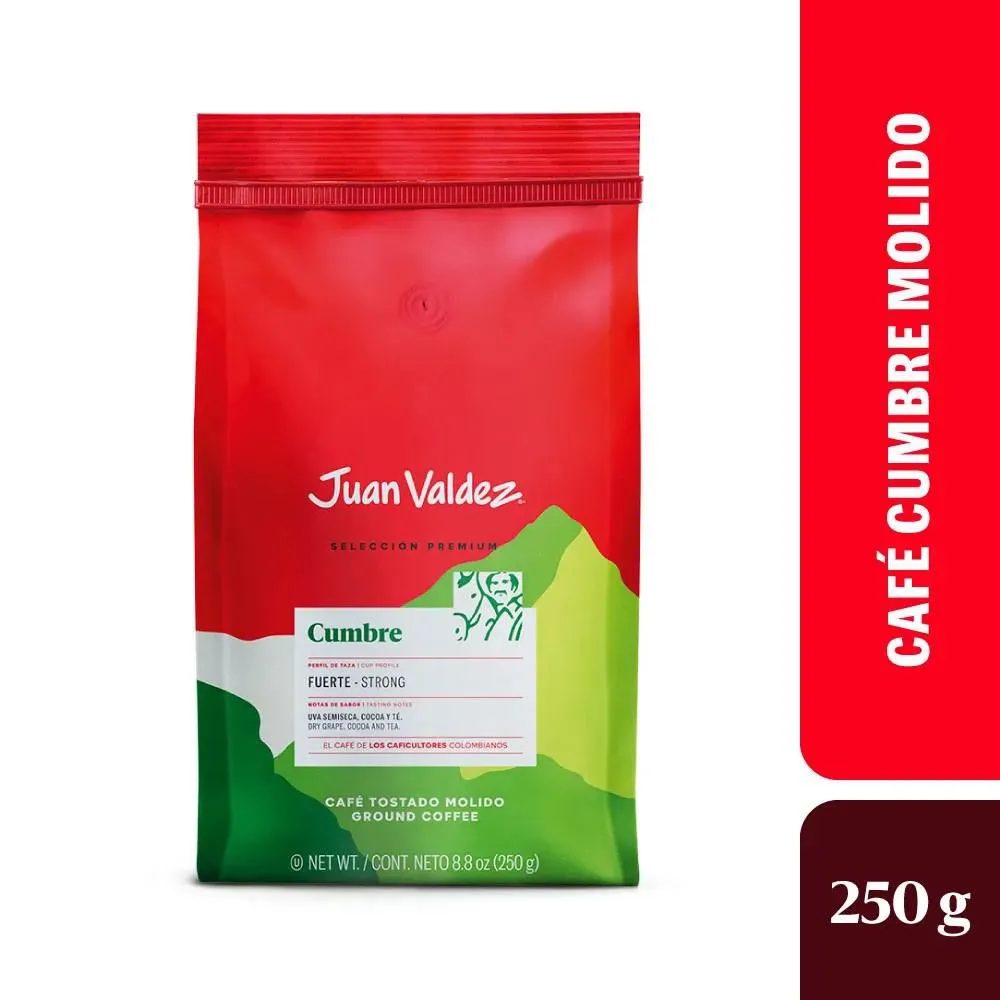 Juan Valdez
SELECCIÓN PREMIUM
Cumbre
PERFIL DE TAZA | CUP PROFILE
FUERTE - STRONG
NOTAS DE SABOR | TASTING NOTES
UVA SEMISECA, COCOA Y TÉ.
DRY GRAPE, COCOA AND TEA.
EL CAFÉ DE LOS CAFICULTORES COLOMBIANOS
CAFÉ TOSTADO MOLIDO
GROUND COFFEE
U NET WT. / CONT. NETO 8.8 oz (250 g)
CAFÉ CUMBRE MOLIDO
250 g